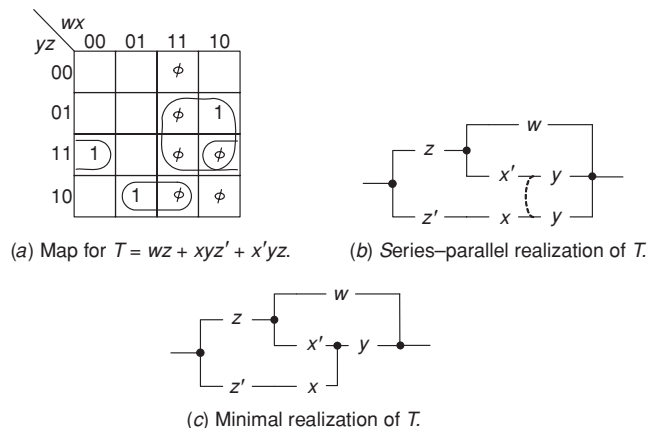 wx
yz 00 01 11 10
00 ϕ
01 ϕ 1
11 1 ϕ ϕ
10 1 ϕ ϕ
(a) Map for T = wz + xyz′ + x′yz.
w
z
x′ y
z′ x y
(b) Series–parallel realization of T.
w
z
x′ y
z′ x
(c) Minimal realization of T.